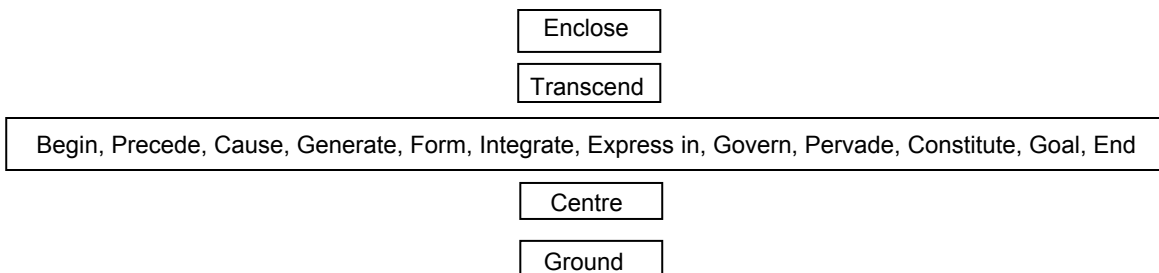 Enclose
Transcend
Begin, Precede, Cause, Generate, Form, Integrate, Express in, Govern, Pervade, Constitute, Goal, End
Centre
Ground